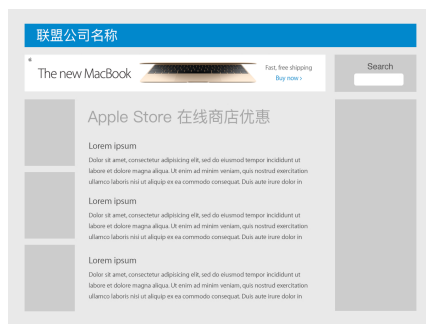 联盟公司名称
The new MacBook
Fast, free shipping
Buy now ›
Search
Apple Store 在线商店优惠
Lorem ipsum
Dolor sit amet, consectetur adipisicing elit, sed do eiusmod tempor incididunt ut
labore et dolore magna aliqua. Ut enim ad minim veniam, quis nostrud exercitation
ullamco laboris nisi ut aliquip ex ea commodo consequat. Duis aute irure dolor in
Lorem ipsum
Dolor sit amet, consectetur adipisicing elit, sed do eiusmod tempor incididunt ut
labore et dolore magna aliqua. Ut enim ad minim veniam, quis nostrud exercitation
ullamco laboris nisi ut aliquip ex ea commodo consequat. Duis aute irure dolor in
Lorem ipsum
Dolor sit amet, consectetur adipisicing elit, sed do eiusmod tempor incididunt ut
labore et dolore magna aliqua. Ut enim ad minim veniam, quis nostrud exercitation
ullamco laboris nisi ut aliquip ex ea commodo consequat. Duis aute irure dolor in